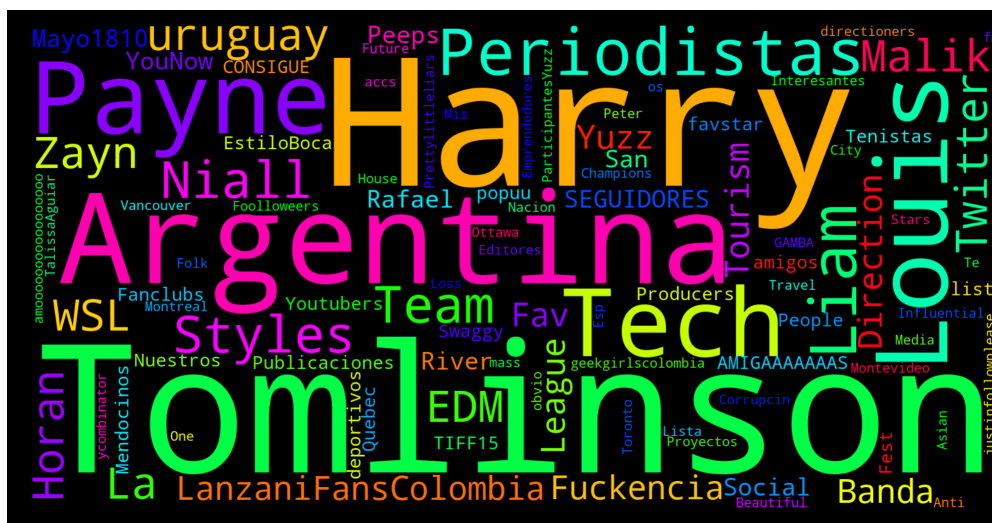 Mayo1810
uruguay
Peeps
Periodistas
directioners
Malik
YouNow
CONSIGUE
Future
accs
Payne
Harry
Prettylittleliars
Mis
Emprendedores
ParticipantesYuzz
os
Interesantes
Louis
Twitter
Zayn
EstiloBoca
Yuzz
Peter
favstar
Tenistas
City
San
Niall
House
Rafael
popuu
Champions
SEGUIDORES
Tourism
Liam
Direction
Stars
amoooooooooooooooooooo
TalissaAguiar
Vancouver
Foolloweers
Nacion
Argentina
Ottawa
Editores
GAMBA
amigos
Te
Folk
Loss
Travel
list
Fanclubs
Montreal
Youtubers
Team
Swaggy
Fav
Tech
Esp
Producers
People
Influential
WSL
Styles
Media
Nuestros
Publicaciones
River
mass
League
geekgirlscolombia
AMIGAAAAAAS
Montevideo
Horan
ycombinator
Mendocinos
Tomlinson
One
deportivos
Quebec
EDM
TIFF15
obvio
Toronto
Lista
Proyectos
Corrupcin
Fest
Asian
justinfollownplease
La
LanzaniFansColombia
Fuckencia
Social
Beautiful
Banda
Anti